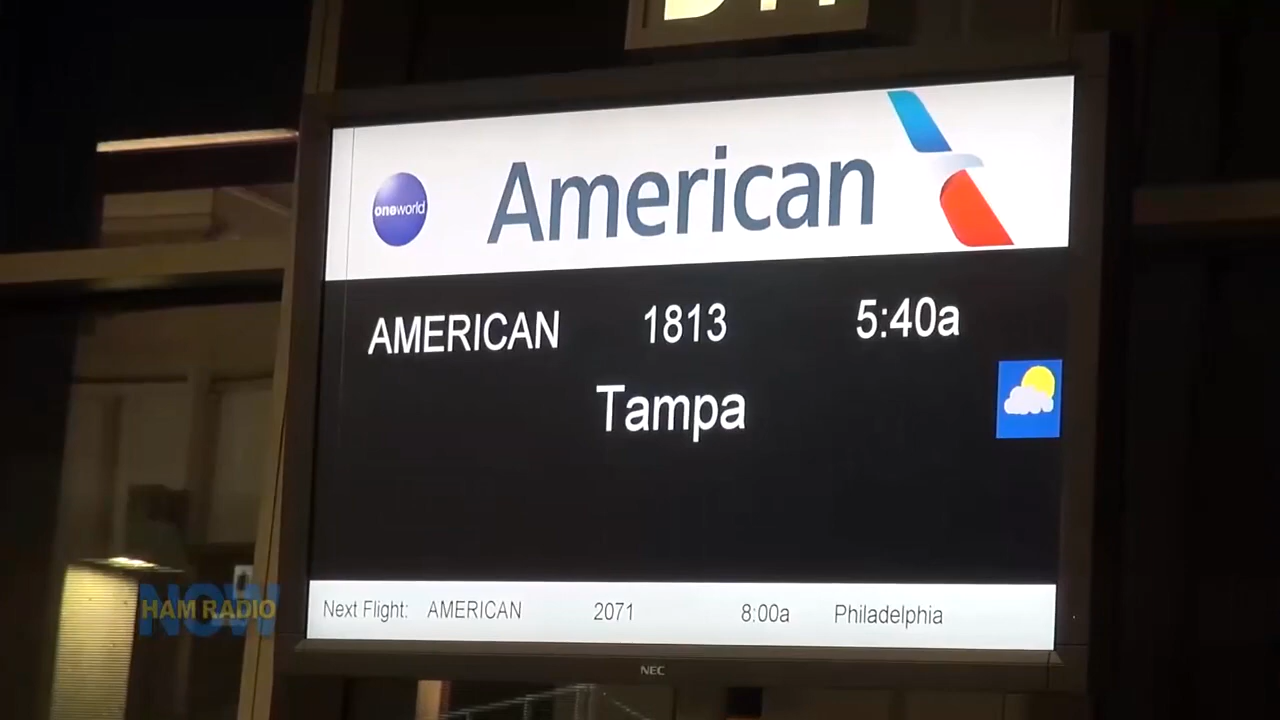 oneworld American
AMERICAN 1813 5:40a
Tampa
Next Flight: AMERICAN 2071 8:00a Philadelphia
NEC
HAM RADIO
NOW